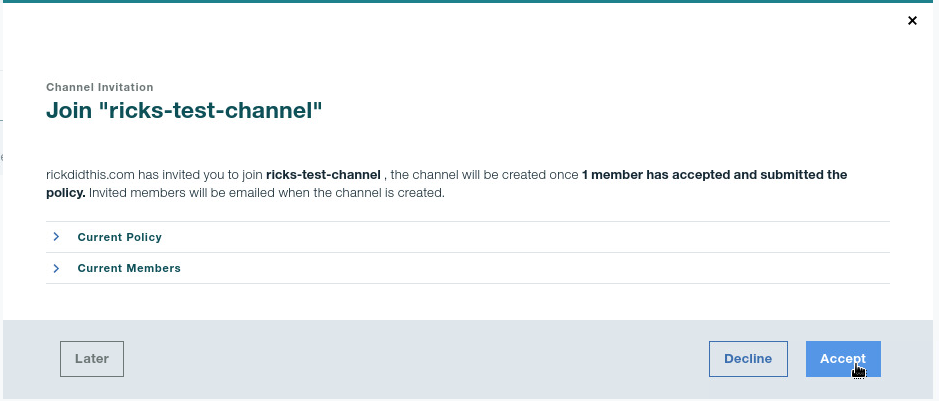 Channel Invitation
Join "ricks-test-channel"
rickdidthis.com has invited you to join ricks-test-channel , the channel will be created once 1 member has accepted and submitted the
policy. Invited members will be emailed when the channel is created.
Current Policy
Current Members
Later
Decline
Accept